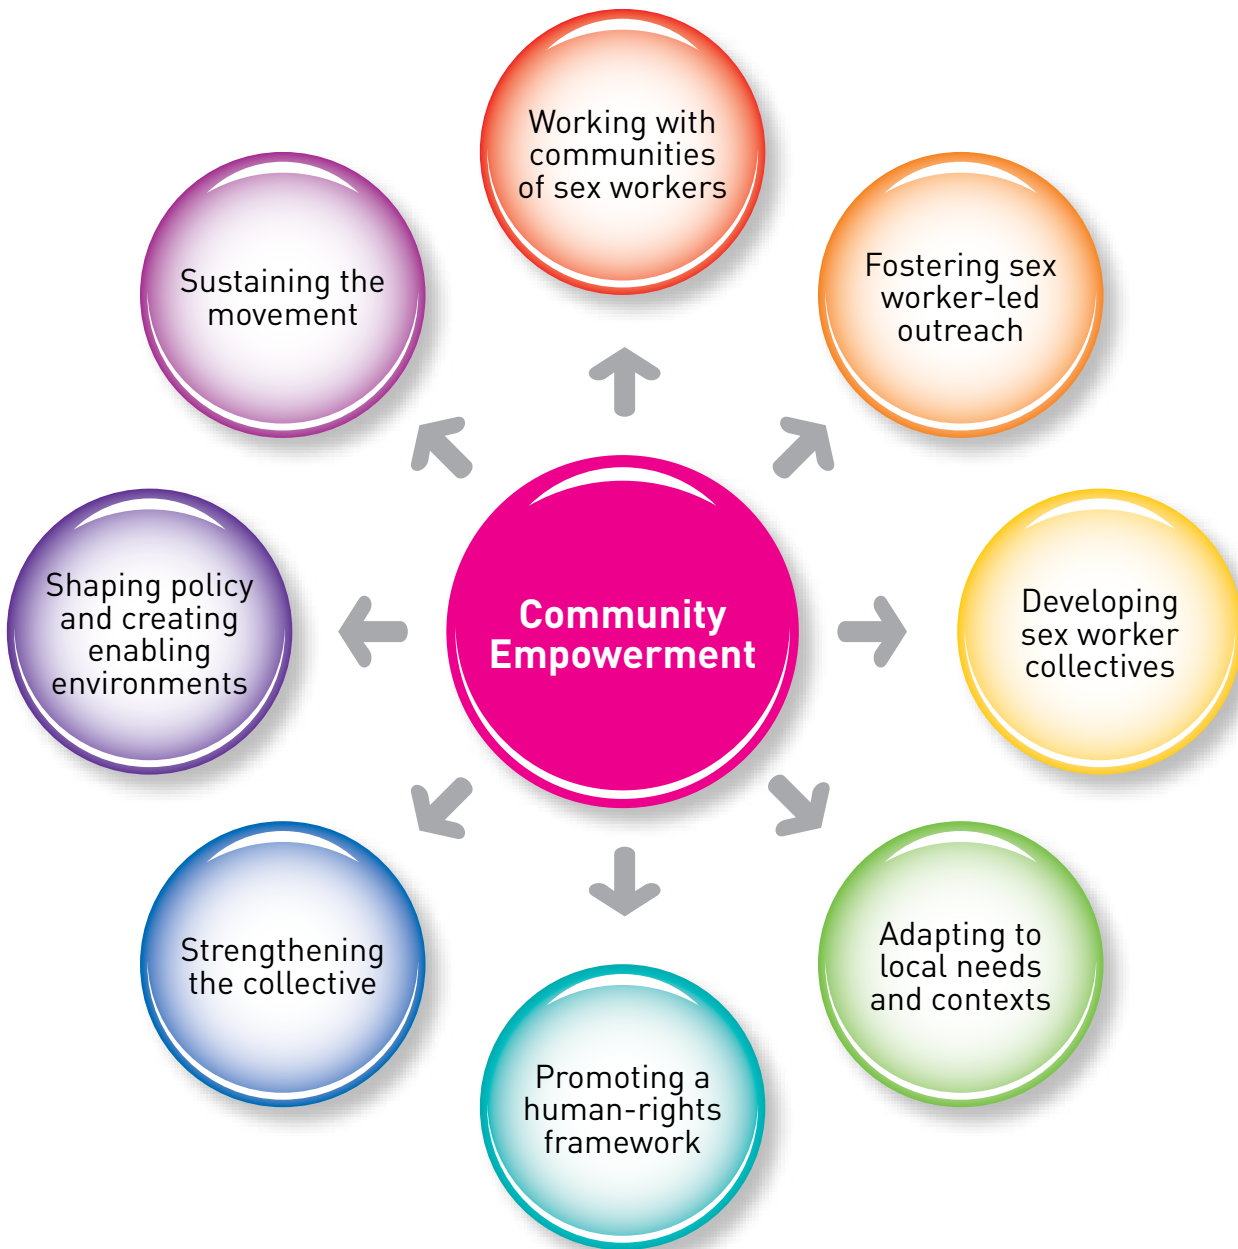 Working with
communities
of sex workers
Fostering sex
worker-led
outreach
Developing
sex worker
collectives
Adapting to
local needs
and contexts
Promoting a
human-rights
framework
Strengthening
the collective
Shaping policy
and creating
enabling
environments
Sustaining the
movement
Community
Empowerment